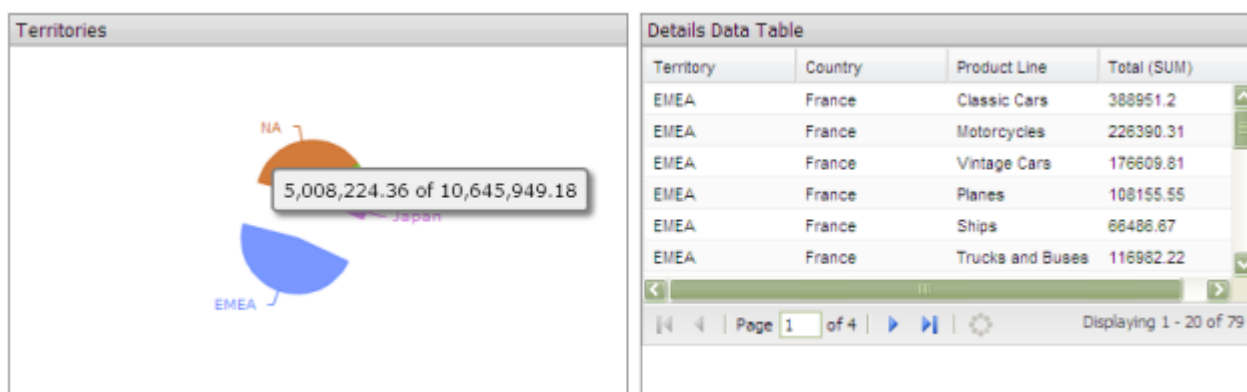 Territories
NA
5,008,224.36 of 10,645,949.18
Japan
EMEA
Details Data Table
Territory Country Product Line Total (SUM)
EMEA France Classic Cars 388951.2
EMEA France Motorcycles 226390.31
EMEA France Vintage Cars 176609.81
EMEA France Planes 108155.55
EMEA France Ships 66486.67
EMEA France Trucks and Buses 116982.22
Page 1 of 4 Displaying 1 - 20 of 79